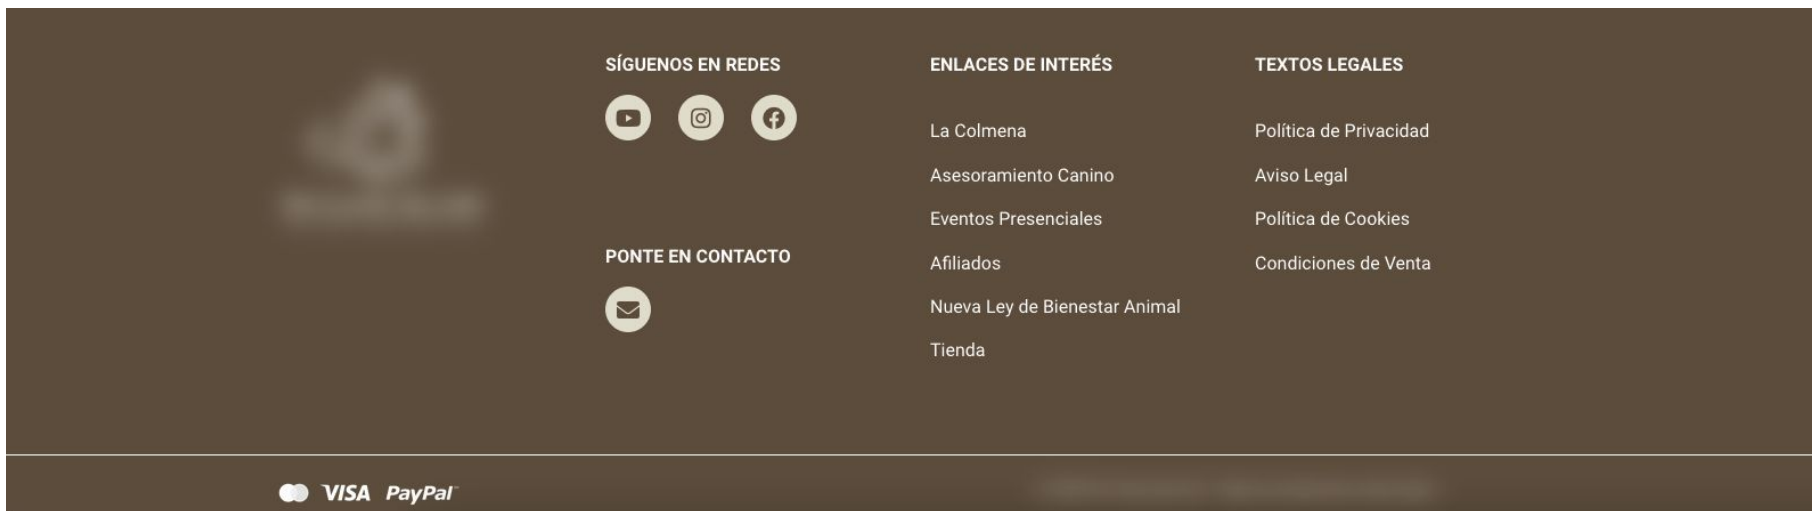 SÍGUENOS EN REDES
PONTE EN CONTACTO
ENLACES DE INTERÉS
La Colmena
Asesoramiento Canino
Eventos Presenciales
Afiliados
Nueva Ley de Bienestar Animal
Tienda
TEXTOS LEGALES
Política de Privacidad
Aviso Legal
Política de Cookies
Condiciones de Venta
VISA PayPal